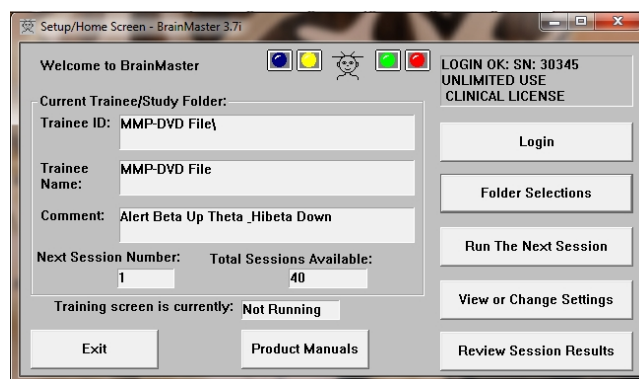 Setup/Home Screen - BrainMaster 3.7i
Welcome to BrainMaster
LOGIN OK: SN: 30345
UNLIMITED USE
CLINICAL LICENSE
Current Trainee/Study Folder:
Trainee ID: MMP-DVD File\
Trainee
Name: MMP-DVD File
Comment: Alert Beta Up Theta _Hibeta Down
Next Session Number: Total Sessions Available:
1 40
Training screen is currently: Not Running
Exit
Product Manuals
Login
Folder Selections
Run The Next Session
View or Change Settings
Review Session Results